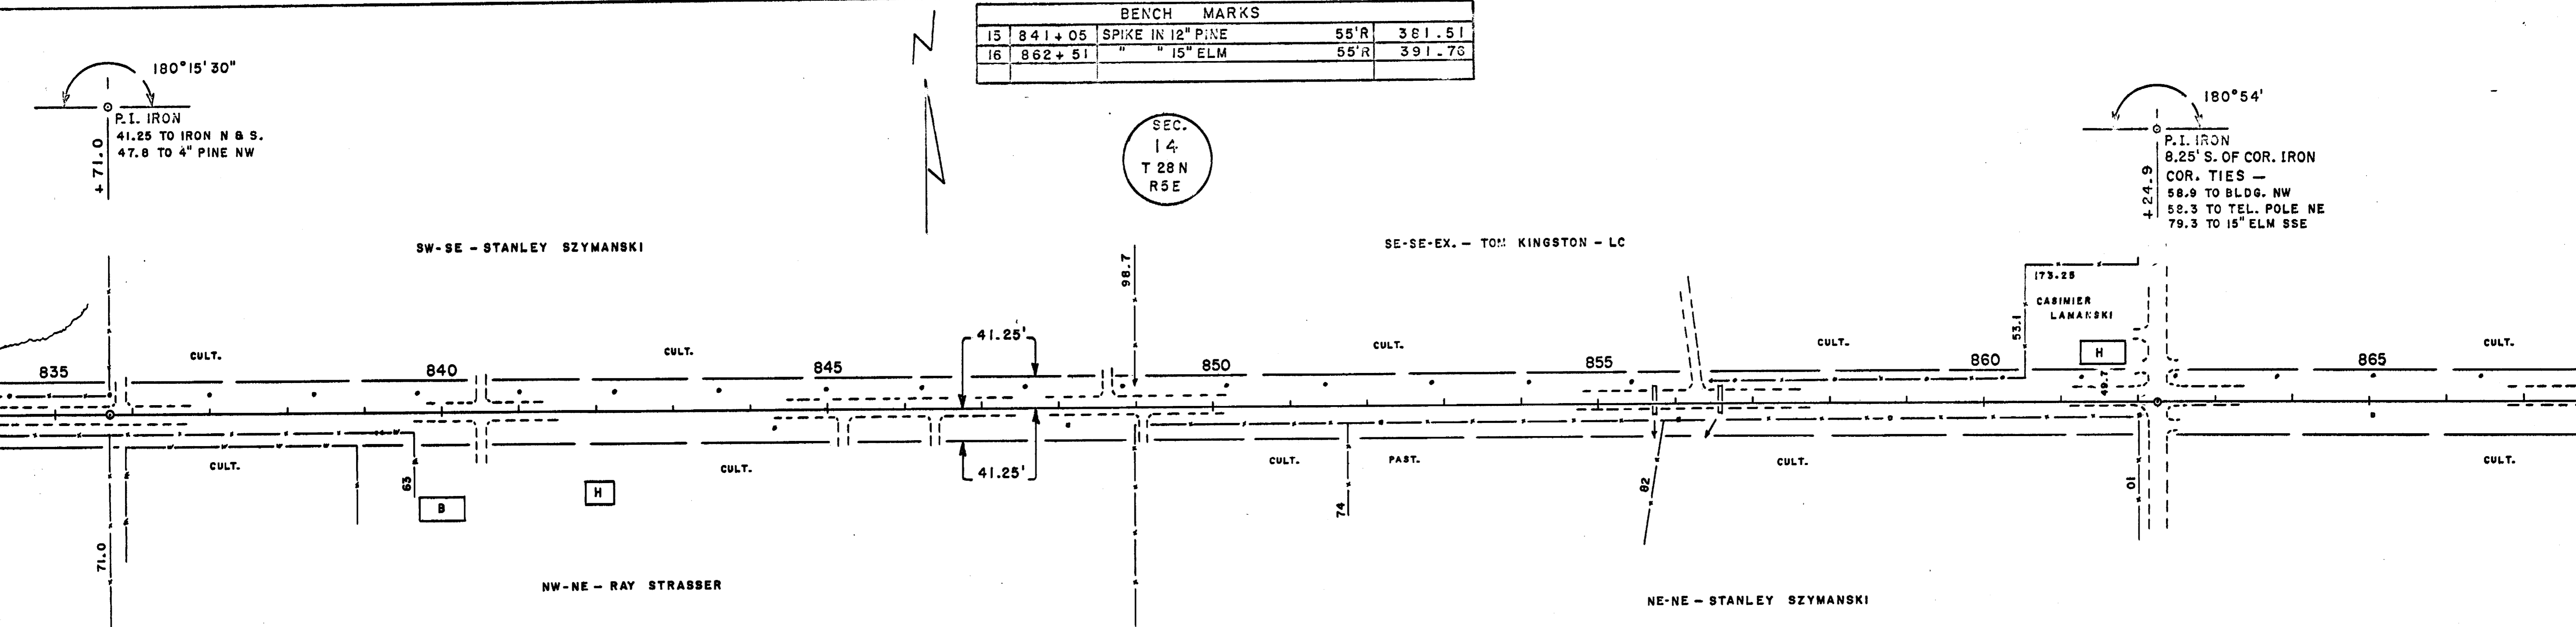 BENCH MARKS
15 841+05 SPIKE IN 12" PINE 55'R 381.51
16 862+51 " " 15" ELM 55'R 391.76
180°15'30"
P.I. IRON
41.25 TO IRON N & S.
47.8 TO 4" PINE NW
+71.0
N
SEC.
14
T 28 N
R5E
180°54'
P.I. IRON
8.25' S. OF COR. IRON
COR. TIES —
58.9 TO BLDG. NW
58.3 TO TEL. POLE NE
79.3 TO 15" ELM SSE
+24.9
SW-SE - STANLEY SZYMANSKI
98.7
SE-SE-EX. - TOM KINGSTON - LC
173.25
CASIMIER
LAMANSKI
53.1
41.25'
CULT.
CULT.
CULT.
CULT.
CULT.
H
49.7
835
840
845
850
855
860
865
41.25'
CULT.
CULT.
CULT.
PAST.
CULT.
CULT.
63
B
H
74
82
01
71.0
NW-NE - RAY STRASSER
NE-NE - STANLEY SZYMANSKI